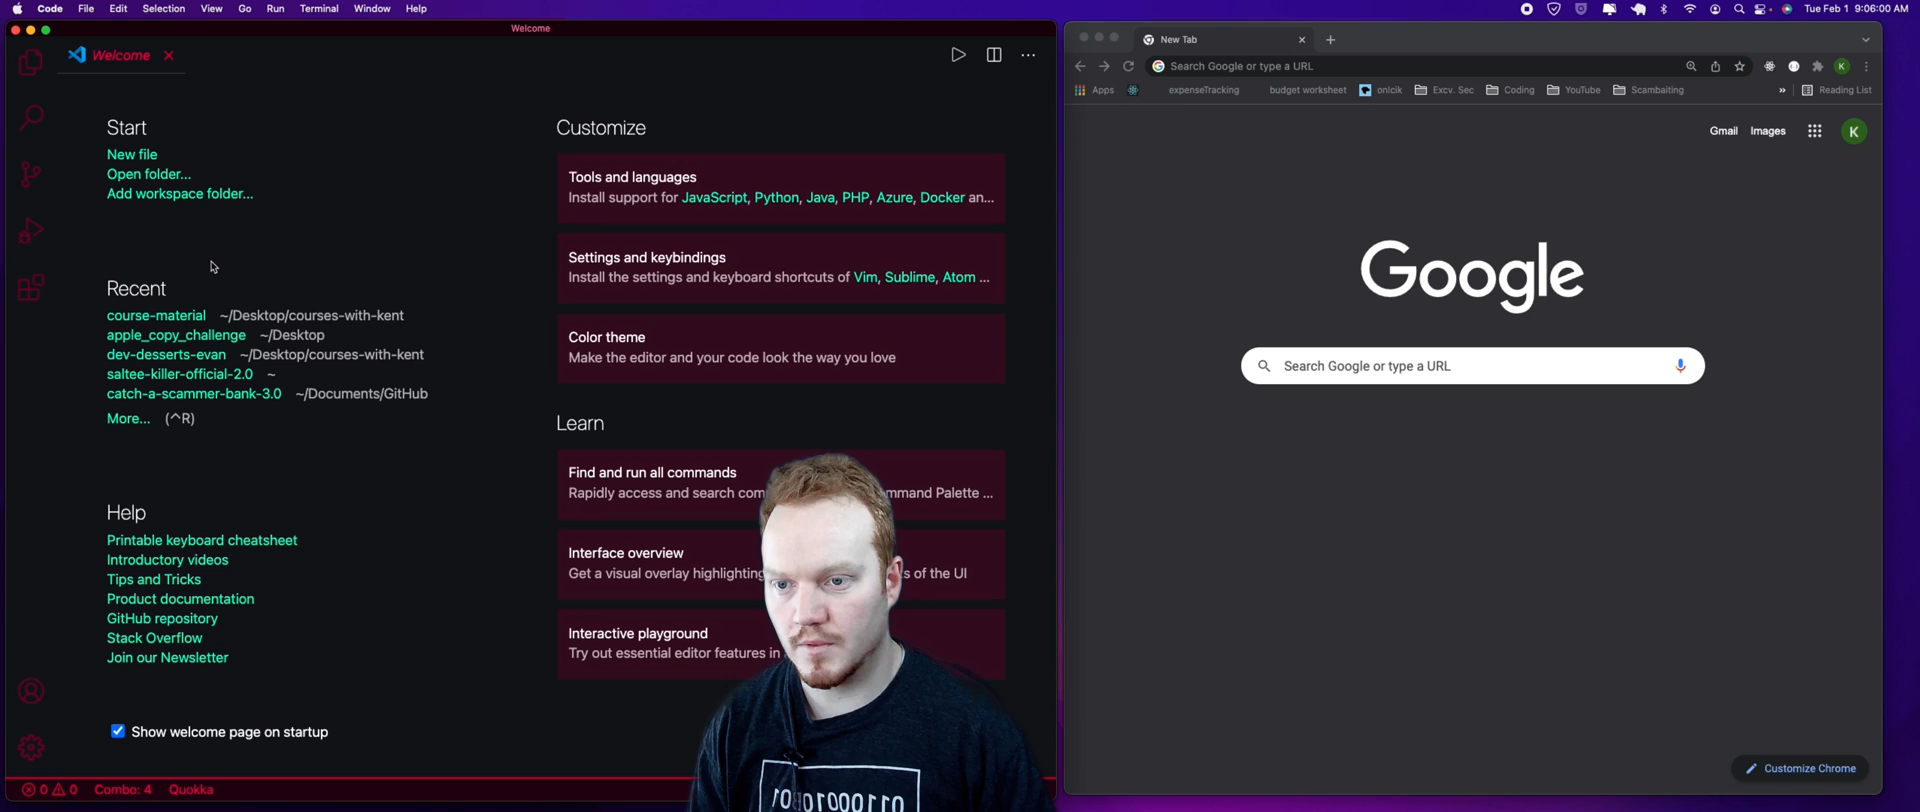 Code File Edit Selection View Go Run Terminal Window Help
Tue Feb 1 9:06:00 AM
Welcome
Welcome
Start
New file
Open folder...
Add workspace folder...
Recent
course-material ~/Desktop/courses-with-kent
apple_copy_challenge ~/Desktop
dev-desserts-evan ~/Desktop/courses-with-kent
saltee-killer-official-2.0 ~
catch-a-scammer-bank-3.0 ~/Documents/GitHub
More... (^R)
Help
Printable keyboard cheatsheet
Introductory videos
Tips and Tricks
Product documentation
GitHub repository
Stack Overflow
Join our Newsletter
Show welcome page on startup
Customize
Tools and languages
Install support for JavaScript, Python, Java, PHP, Azure, Docker an...
Settings and keybindings
Install the settings and keyboard shortcuts of Vim, Sublime, Atom ...
Color theme
Make the editor and your code look the way you love
Learn
Find and run all commands
Rapidly access and search com mmand Palette ...
Interface overview
Get a visual overlay highlighting s of the UI
Interactive playground
Try out essential editor features in
0 0 Combo: 4 Quokka
New Tab
Search Google or type a URL
K
Apps expenseTracking budget worksheet onlcik Excv. Sec Coding YouTube Scambaiting » Reading List
Gmail Images K
Google
Search Google or type a URL
Customize Chrome